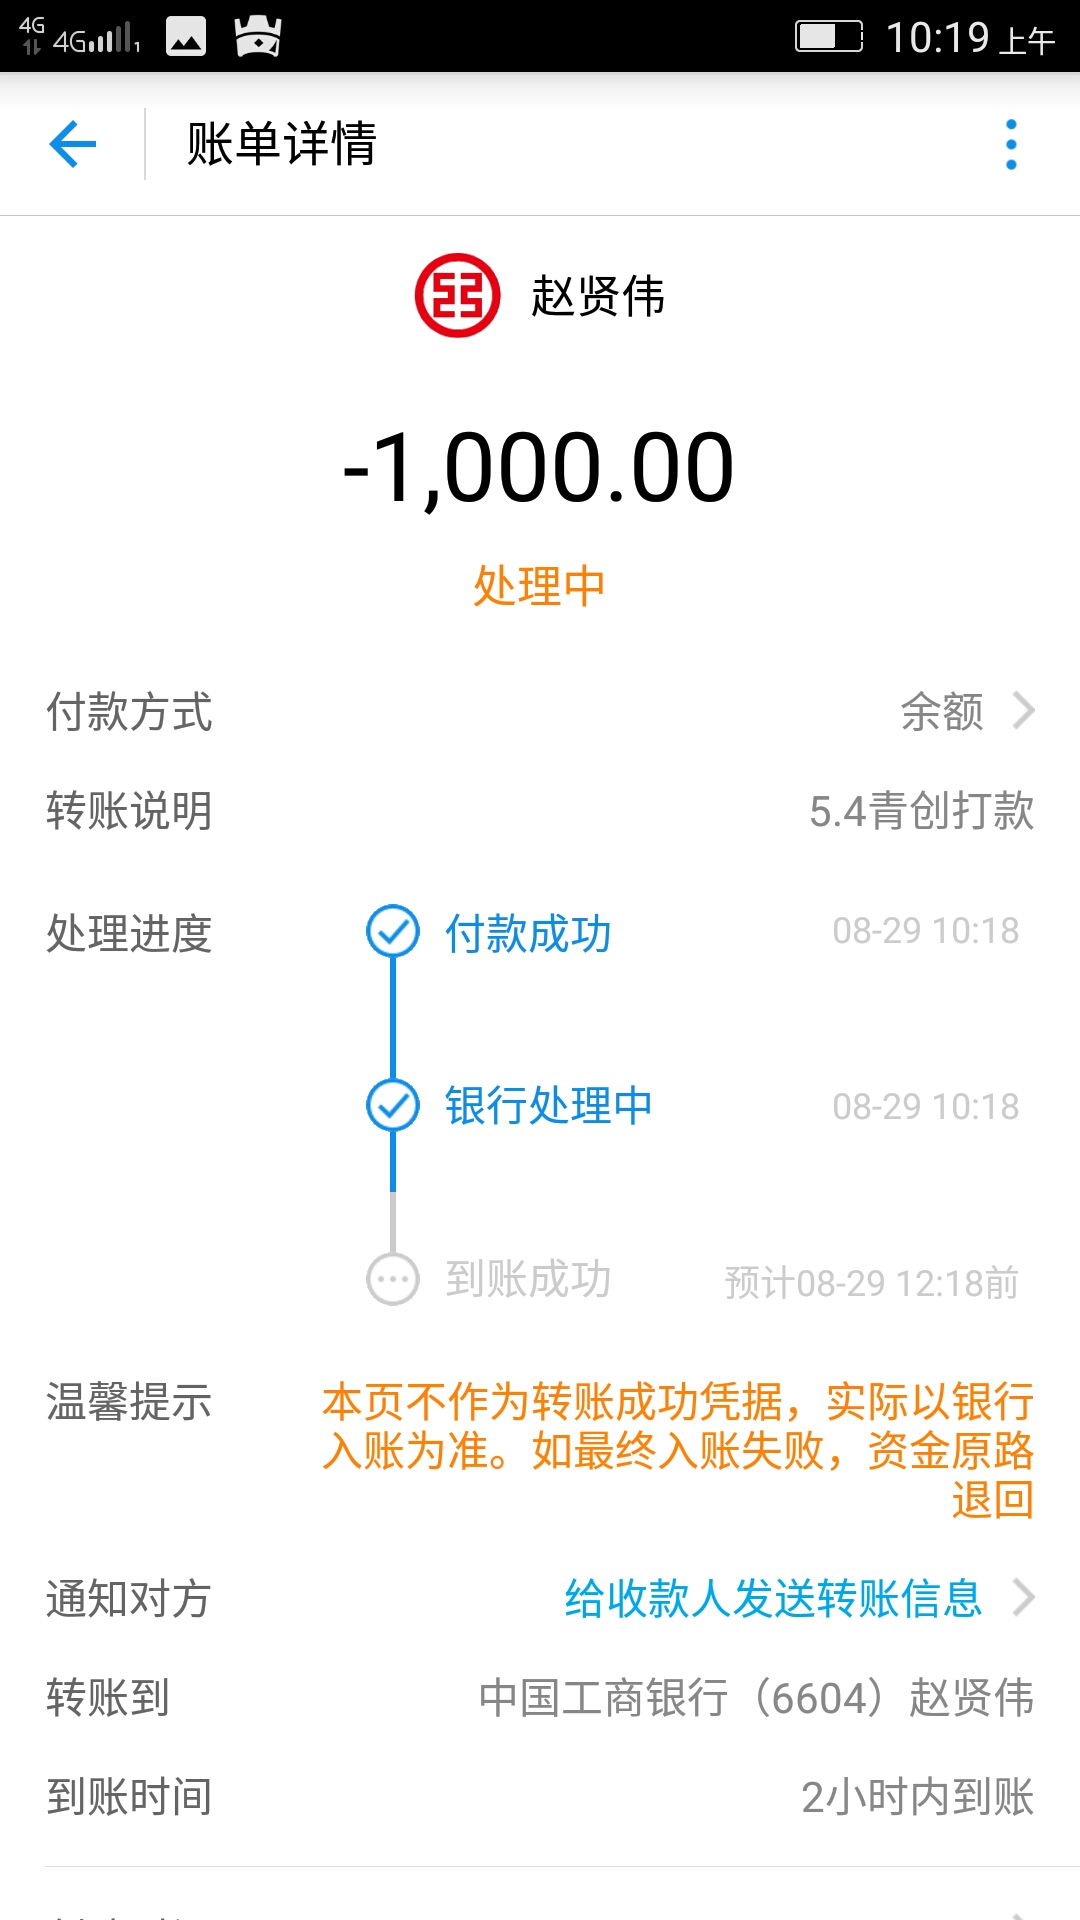 4G 4G 1 10:19 上午
账单详情
赵贤伟
-1,000.00
处理中
付款方式 余额
转账说明 5.4青创打款
处理进度 付款成功 08-29 10:18
银行处理中 08-29 10:18
到账成功 预计08-29 12:18前
温馨提示 本页不作为转账成功凭据，实际以银行
入账为准。如最终入账失败，资金原路
退回
通知对方 给收款人发送转账信息
转账到 中国工商银行（6604）赵贤伟
到账时间 2小时内到账